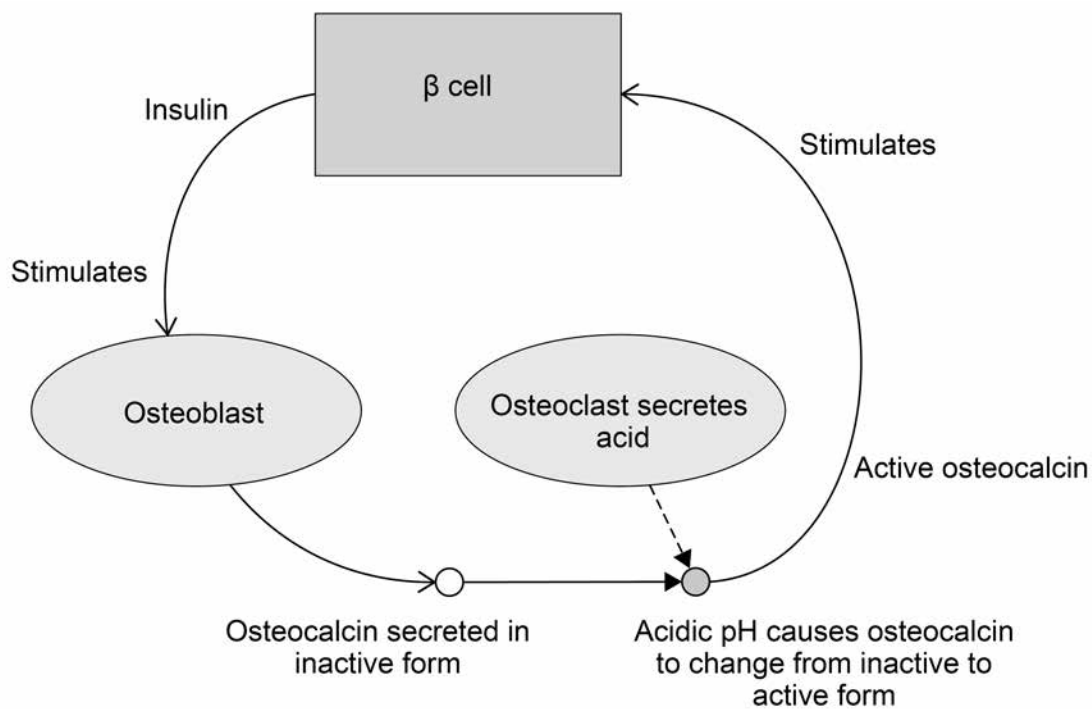 β cell
Insulin
Stimulates
Stimulates
Osteoblast
Osteoclast secretes
acid
Active osteocalcin
Osteocalcin secreted in
inactive form
Acidic pH causes osteocalcin
to change from inactive to
active form